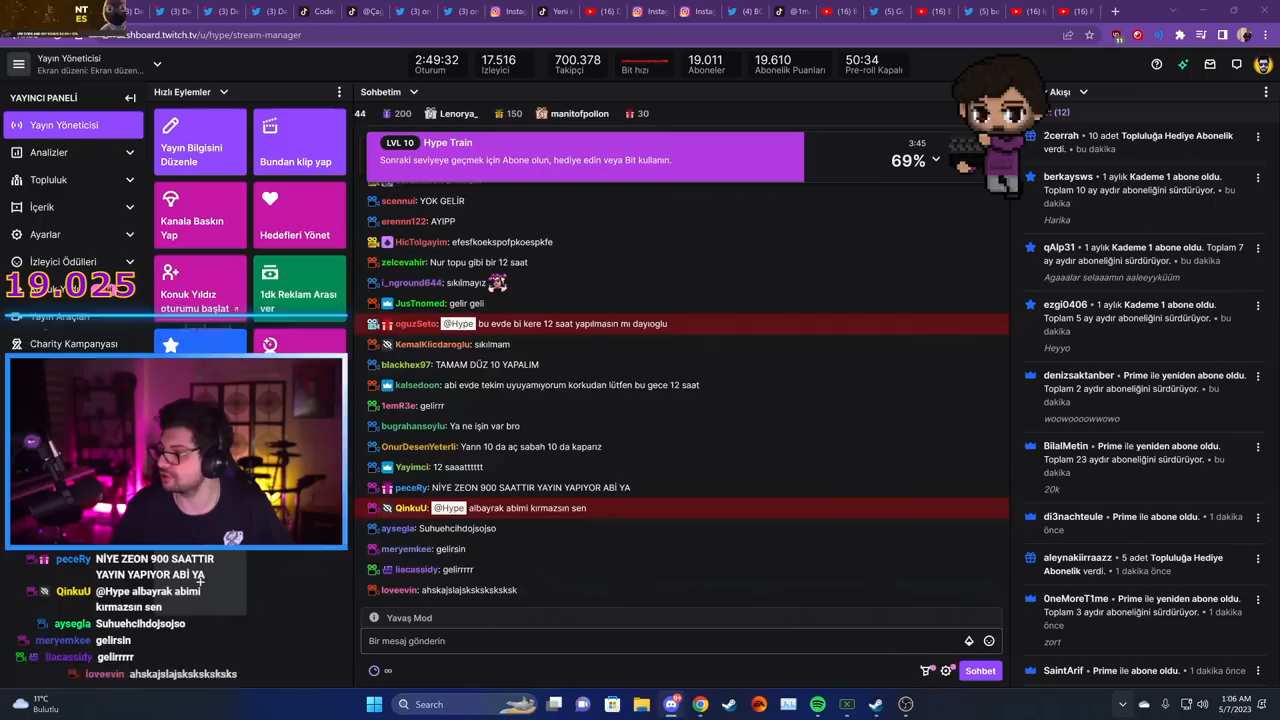 NT
ES
USE CODE
shboard.twitch.tv/u/hype/stream-manager
Yayın Yöneticisi
Ekran düzeni: Ekran düzen...
2:49:32
Oturum
17.516
İzleyici
700.378
Takipçi
Bit hızı
19.011
Aboneler
19.610
Abonelik Puanları
50:34
Pre-roll Kapalı
YAYINCI PANELİ
Yayın Yöneticisi
Analizler
Topluluk
İçerik
Ayarlar
İzleyici Ödülleri
19.025
Yayın Araçları
Charity Kampanyası
Hızlı Eylemler
Yayın Bilgisini
Düzenle
Bundan klip yap
Kanala Baskın
Yap
Hedefleri Yönet
Konuk Yıldız
oturumu başlat
1dk Reklam Arası
ver
Sohbetim
44
200
Lenorya_
150
manitofpollon
30
LVL 10 Hype Train
Sonraki seviyeye geçmek için Abone olun, hediye edin veya Bit kullanın.
3:45
69%
scennui: YOK GELİR
erennn122: AYIPP
HicTolgayim: efesfkoekspofpkoespkfe
zelcevahir: Nur topu gibi bir 12 saat
i_nground644: sıkılmayız
JusTnomed: gelir geli
oguzSeto: @Hype bu evde bi kere 12 saat yapılmasın mı dayıoglu
KemalKlicdaroglu: sıkılmam
blackhex97: TAMAM DÜZ 10 YAPALIM
kalsedoon: abi evde tekim uyuyamıyorum korkudan lütfen bu gece 12 saat
1emR3e: gelirrr
bugrahansoylu: Ya ne işin var bro
OnurDesenYeterli: Yarın 10 da aç sabah 10 da kaparız
Yayimci: 12 saaatttttt
peceRy: NİYE ZEON 900 SAATTIR YAYIN YAPIYOR ABİ YA
QinkuU: @Hype albayrak abimi kırmazsın sen
aysegla: Suhuehcihdojsojso
meryemkee: gelirsin
liacassidy: gelirrrr
loveevin: ahskajslajsksksksksk
Yavaş Mod
Bir mesaj gönderin
Sohbet
Akışı
(12)
2cerrah • 10 adet Topluluğa Hediye Abonelik
verdi. • bu dakika
berkaysws • 1 aylık Kademe 1 abone oldu.
Toplam 10 ay aydır aboneliğini sürdürüyor. • bu
dakika
Harika
qAlp31 • 1 aylık Kademe 1 abone oldu. Toplam 7
ay aydır aboneliğini sürdürüyor. • bu dakika
Agaaalar selaaamın aaleeyyküüm
ezgi0406 • 1 aylık Kademe 1 abone oldu.
Toplam 5 ay aydır aboneliğini sürdürüyor. • bu
dakika
Heyyo
denizsaktanber • Prime ile yeniden abone oldu.
Toplam 2 aydır aboneliğini sürdürüyor. • bu
dakika
woowoooowwowo
BilalMetin • Prime ile yeniden abone oldu.
Toplam 23 aydır aboneliğini sürdürüyor. • bu
dakika
20k
di3nachteule • Prime ile abone oldu. • 1 dakika
önce
aleynakiirraazz • 5 adet Topluluğa Hediye
Abonelik verdi. • 1 dakika önce
0neMoreT1me • Prime ile yeniden abone oldu.
Toplam 3 aydır aboneliğini sürdürüyor. • 1 dakika
önce
zort
SaintArif • Prime ile abone oldu. • 1 dakika önce
peceRy NİYE ZEON 900 SAATTIR
YAYIN YAPIYOR ABİ YA
QinkuU @Hype albayrak abimi
kırmazsın sen
aysegla Suhuehcihdojsojso
meryemkee gelirsin
liacassidy gelirrrr
loveevin ahskajslajsksksksksk
11°C
Bulutlu
Search
1:06 AM
5/7/2023